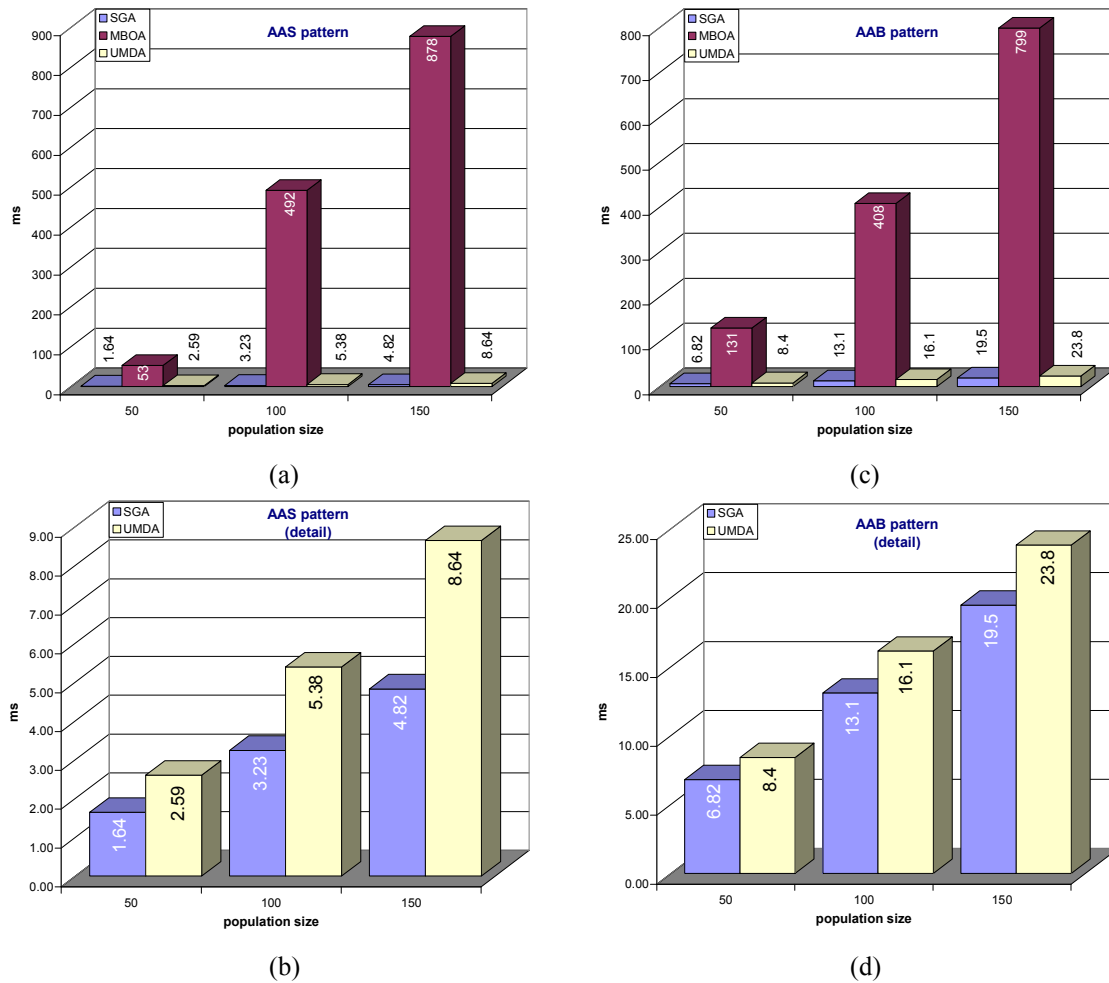 SGA
MBOA
UMDA
AAS pattern
900
800
700
600
500
400
300
200
100
0
ms
1.64
53
2.59
3.23
492
5.38
4.82
878
8.64
50
100
150
population size
(a)
SGA
MBOA
UMDA
AAB pattern
800
700
600
500
400
300
200
100
0
ms
6.82
131
8.4
13.1
408
16.1
19.5
799
23.8
50
100
150
population size
(c)
SGA
UMDA
AAS pattern
(detail)
9.00
8.00
7.00
6.00
5.00
4.00
3.00
2.00
1.00
0.00
ms
1.64
2.59
3.23
5.38
4.82
8.64
50
100
150
population size
(b)
SGA
UMDA
AAB pattern
(detail)
25.00
20.00
15.00
10.00
5.00
0.00
ms
6.82
8.4
13.1
16.1
19.5
23.8
50
100
150
population size
(d)